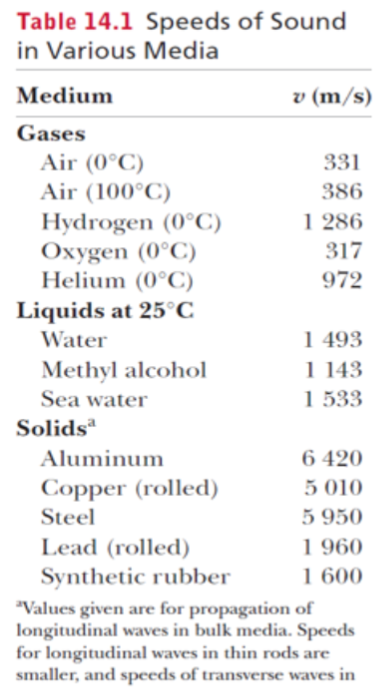 Table 14.1 Speeds of Sound
in Various Media
Medium v (m/s)
Gases
Air (0°C) 331
Air (100°C) 386
Hydrogen (0°C) 1 286
Oxygen (0°C) 317
Helium (0°C) 972
Liquids at 25°C
Water 1 493
Methyl alcohol 1 143
Sea water 1 533
Solidsᵃ
Aluminum 6 420
Copper (rolled) 5 010
Steel 5 950
Lead (rolled) 1 960
Synthetic rubber 1 600
ᵃValues given are for propagation of
longitudinal waves in bulk media. Speeds
for longitudinal waves in thin rods are
smaller, and speeds of transverse waves in